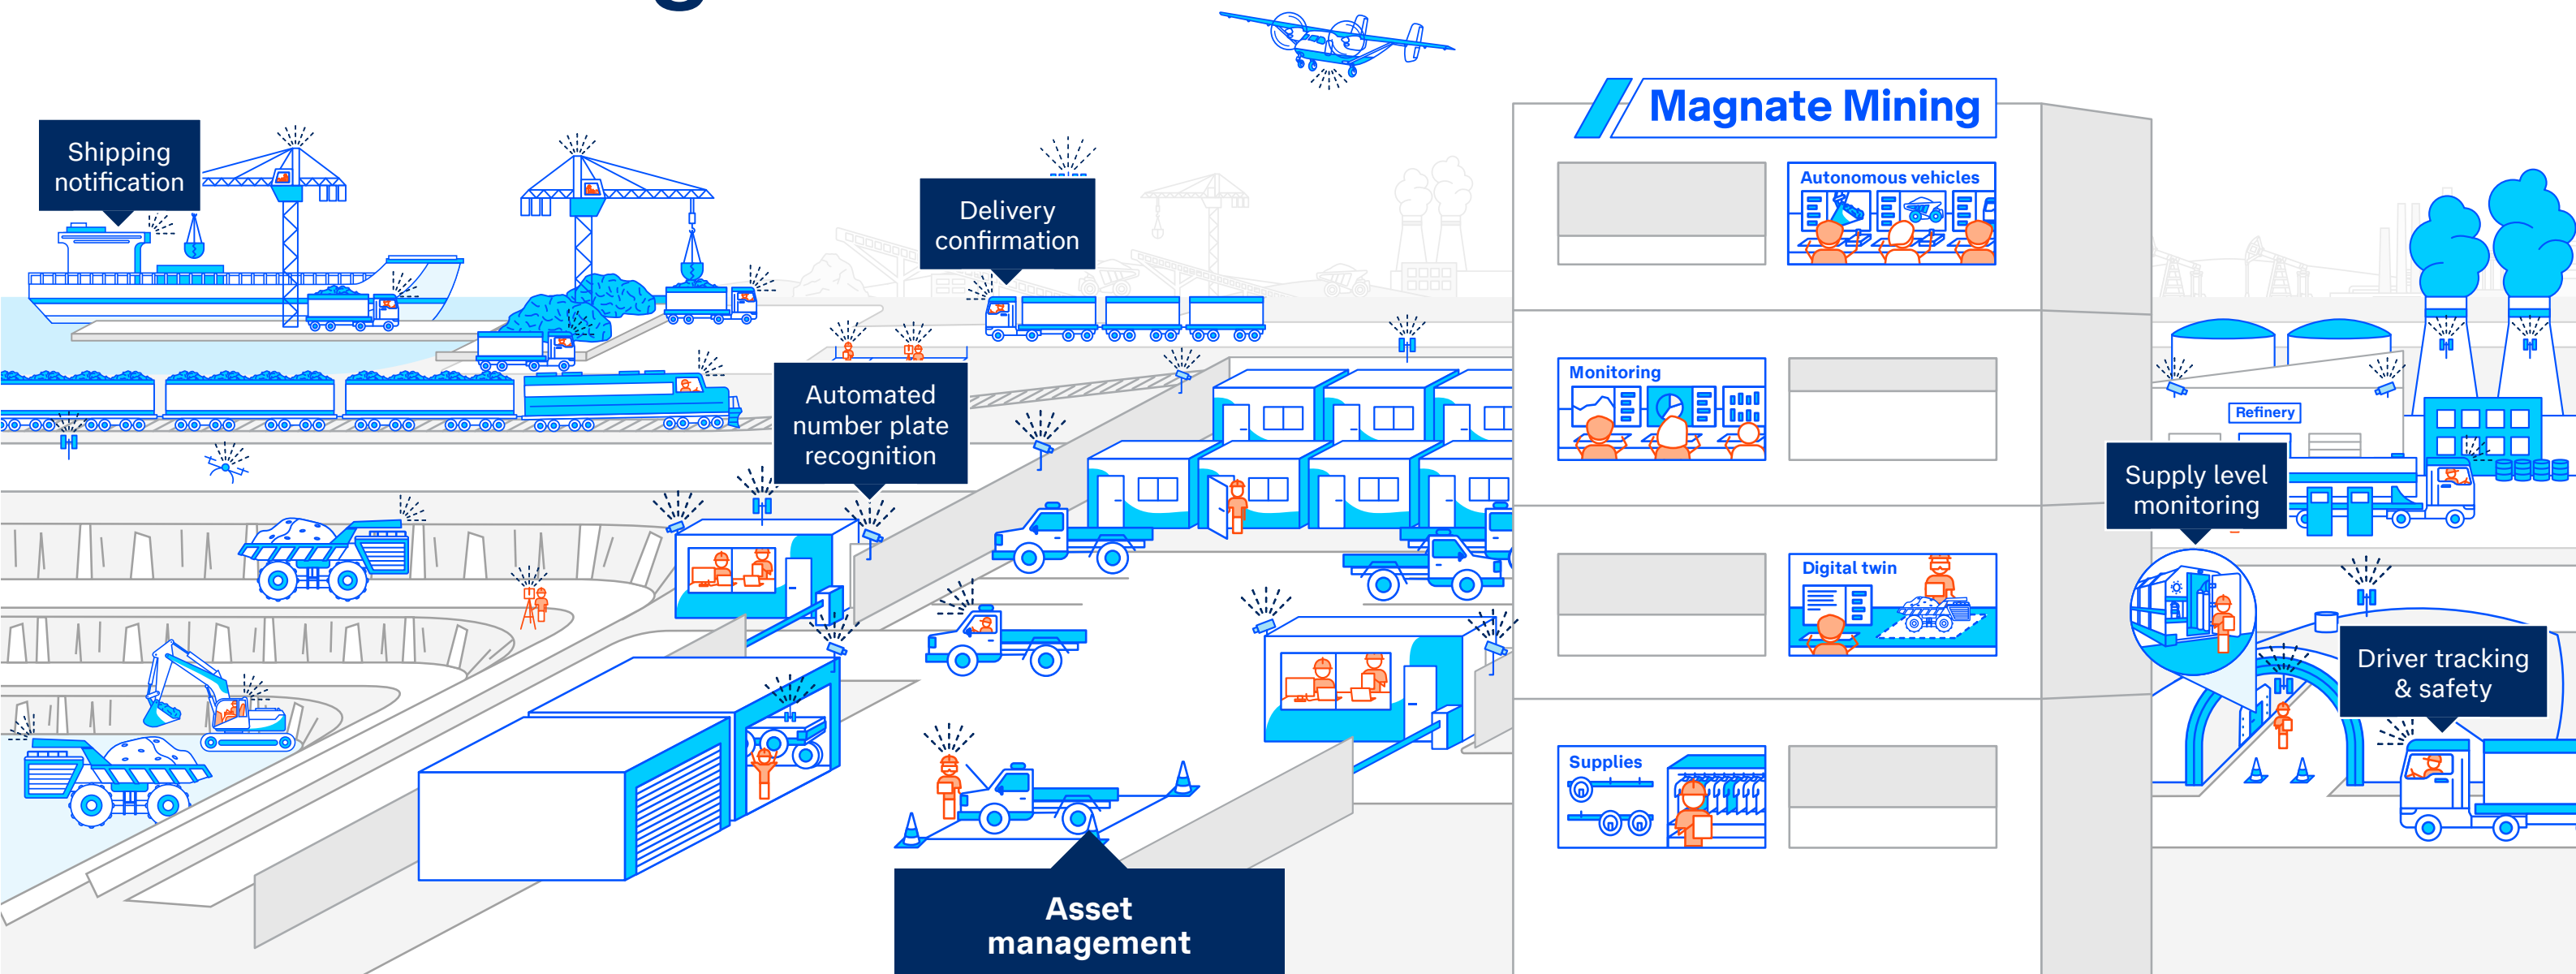 Magnate Mining
Shipping
notification
Autonomous vehicles
Delivery
confirmation
Monitoring
Automated
number plate
recognition
Refinery
Supply level
monitoring
Digital twin
Driver tracking
& safety
Supplies
Asset
management